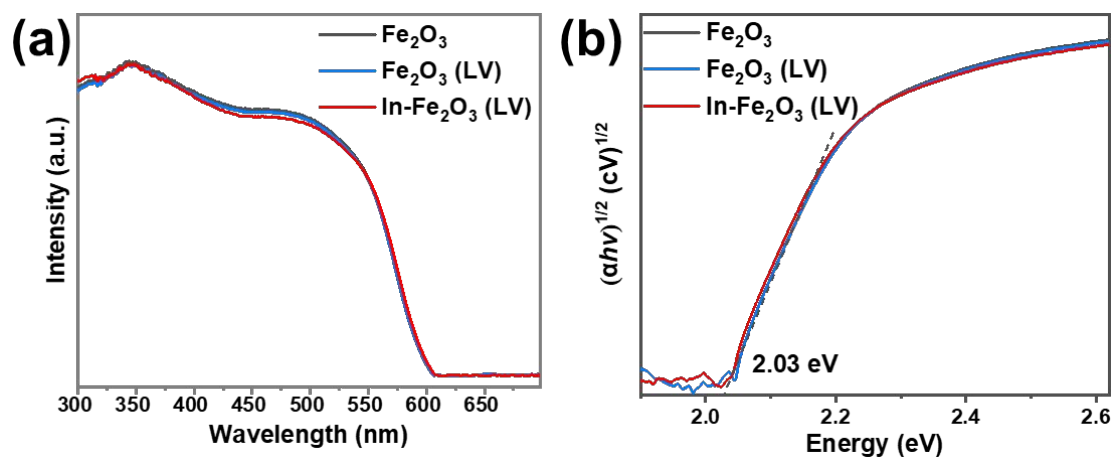 (a)
Fe₂O₃
Fe₂O₃ (LV)
In-Fe₂O₃ (LV)
Intensity (a.u.)
300 350 400 450 500 550 600 650
Wavelength (nm)
(b)
Fe₂O₃
Fe₂O₃ (LV)
In-Fe₂O₃ (LV)
(αhν)¹/² (cV)¹/²
2.03 eV
2.0 2.2 2.4 2.6
Energy (eV)